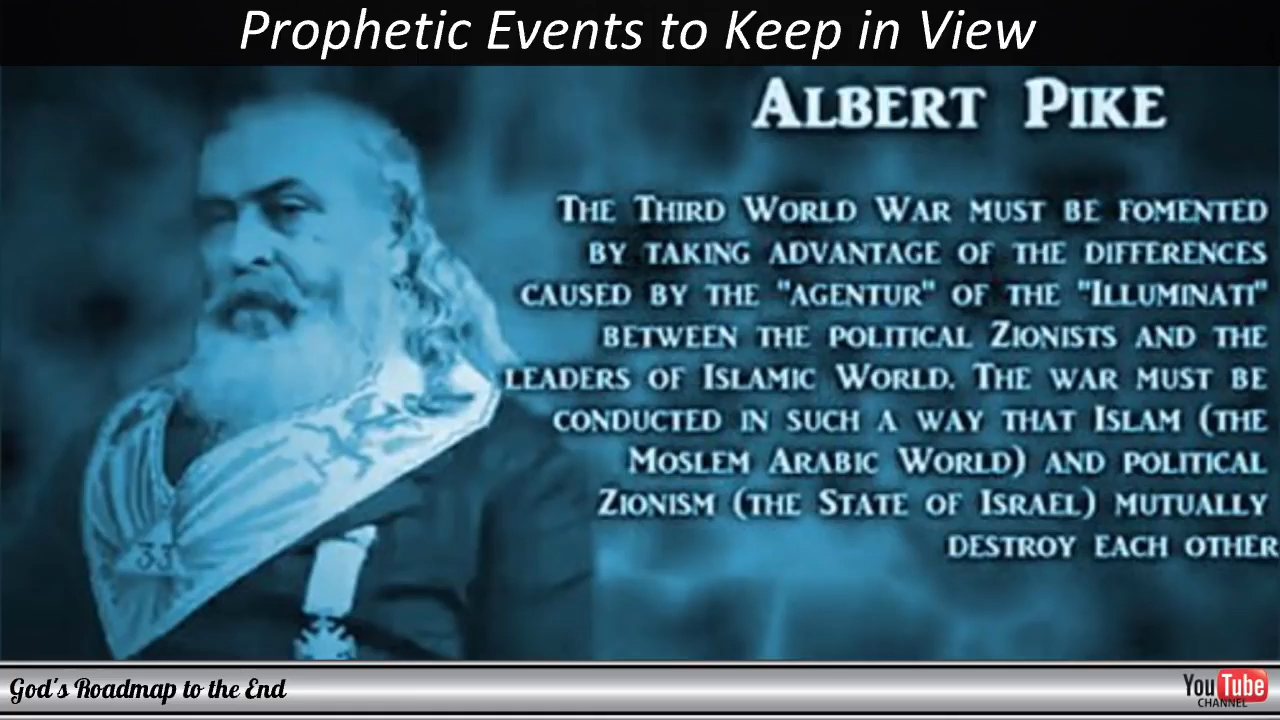 Prophetic Events to Keep in View
ALBERT PIKE
THE THIRD WORLD WAR MUST BE FOMENTED
BY TAKING ADVANTAGE OF THE DIFFERENCES
CAUSED BY THE "AGENTUR" OF THE "ILLUMINATI"
BETWEEN THE POLITICAL ZIONISTS AND THE
LEADERS OF ISLAMIC WORLD. THE WAR MUST BE
CONDUCTED IN SUCH A WAY THAT ISLAM (THE
MOSLEM ARABIC WORLD) AND POLITICAL
ZIONISM (THE STATE OF ISRAEL) MUTUALLY
DESTROY EACH OTHER
33
God's Roadmap to the End
YouTube
CHANNEL